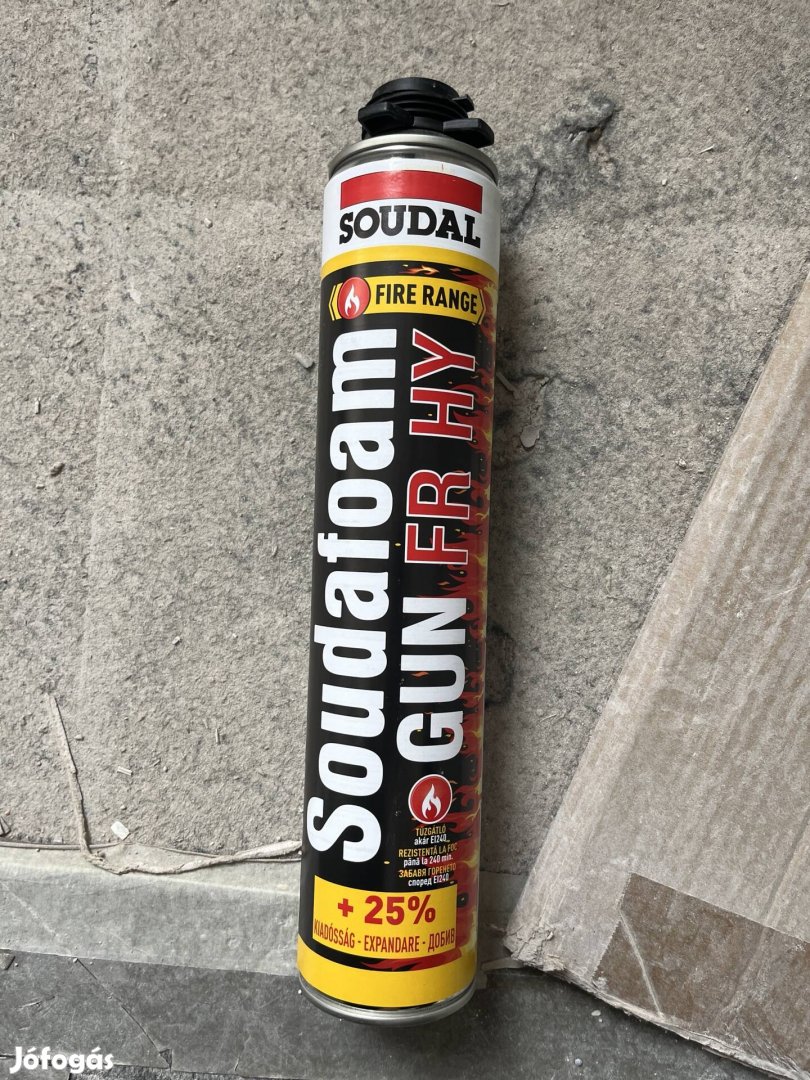 SOUDAL
FIRE RANGE
Soudafoam
GUN FR HY
TŰZGÁTLÓ
akár EI240
REZISTENTĂ LA FOC
până la 240 min.
ЗАБАВЯ ГОРЕНЕТО
според EI240
+ 25%
KIADÓSSÁG - EXPANDARE - ДОБИВ
Jófogás